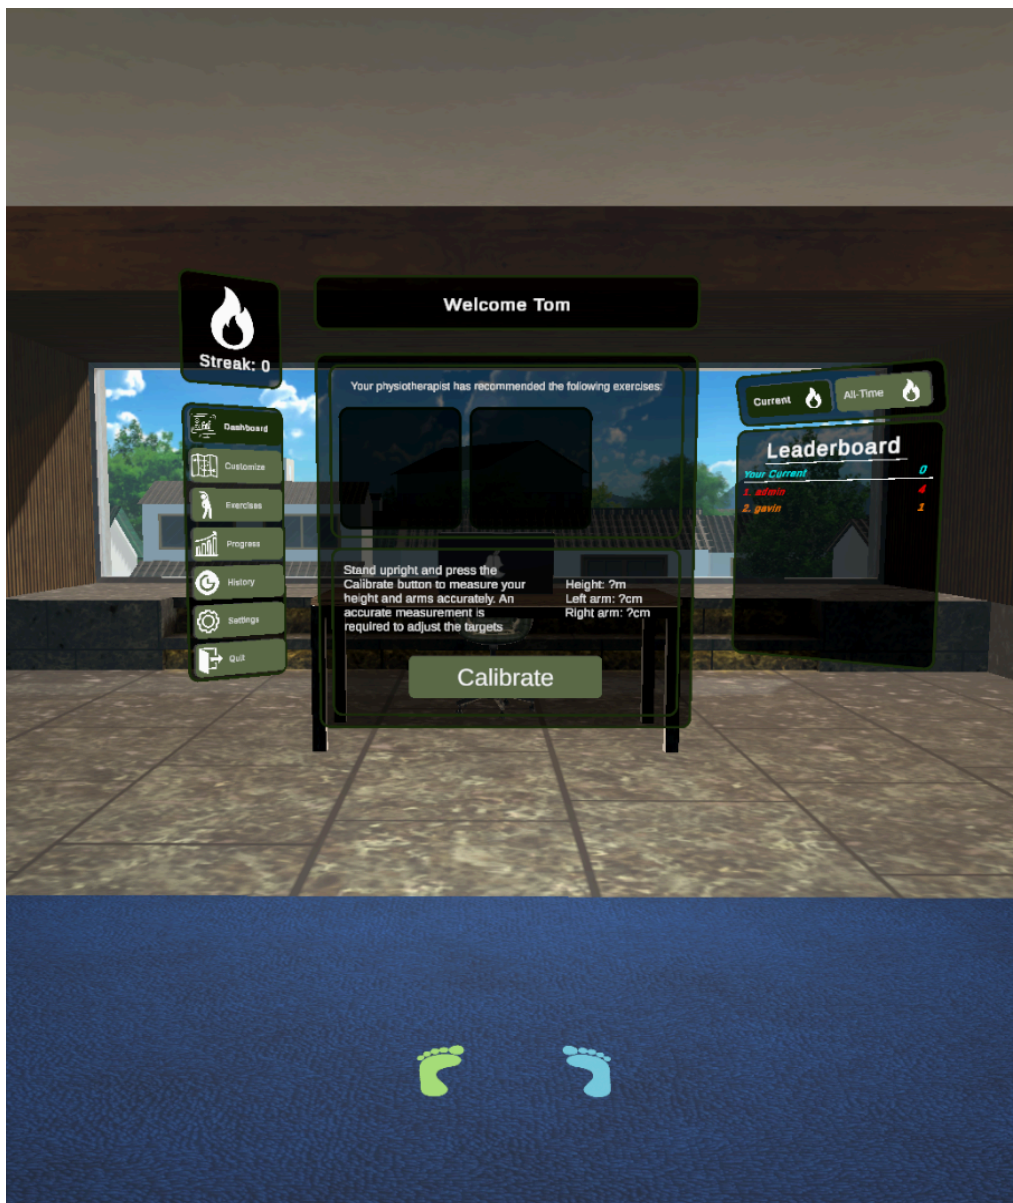 Welcome Tom
Streak: 0
Dashboard
Customize
Exercises
Progress
History
Settings
Quit
Your physiotherapist has recommended the following exercises:
Stand upright and press the
Calibrate button to measure your
height and arms accurately. An
accurate measurement is
required to adjust the targets
Height: ?m
Left arm: ?cm
Right arm: ?cm
Calibrate
Current
All-Time
Leaderboard
Your Current 0
1. admin 4
2. gavin 1